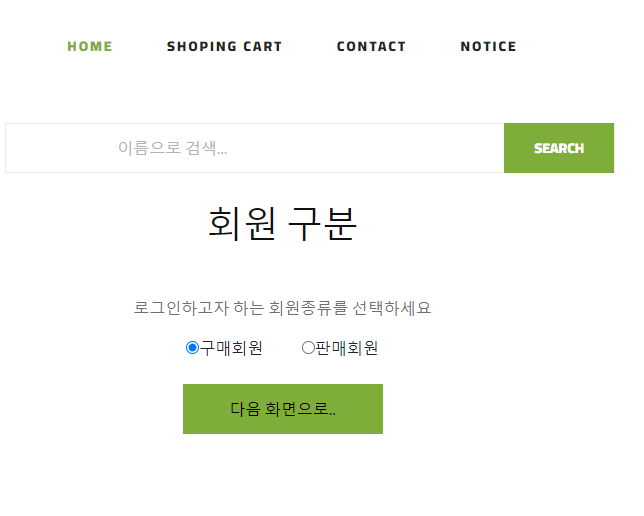 HOME SHOPING CART CONTACT NOTICE
이름으로 검색... SEARCH
회원 구분
로그인하고자 하는 회원종류를 선택하세요
구매회원 판매회원
다음 화면으로..